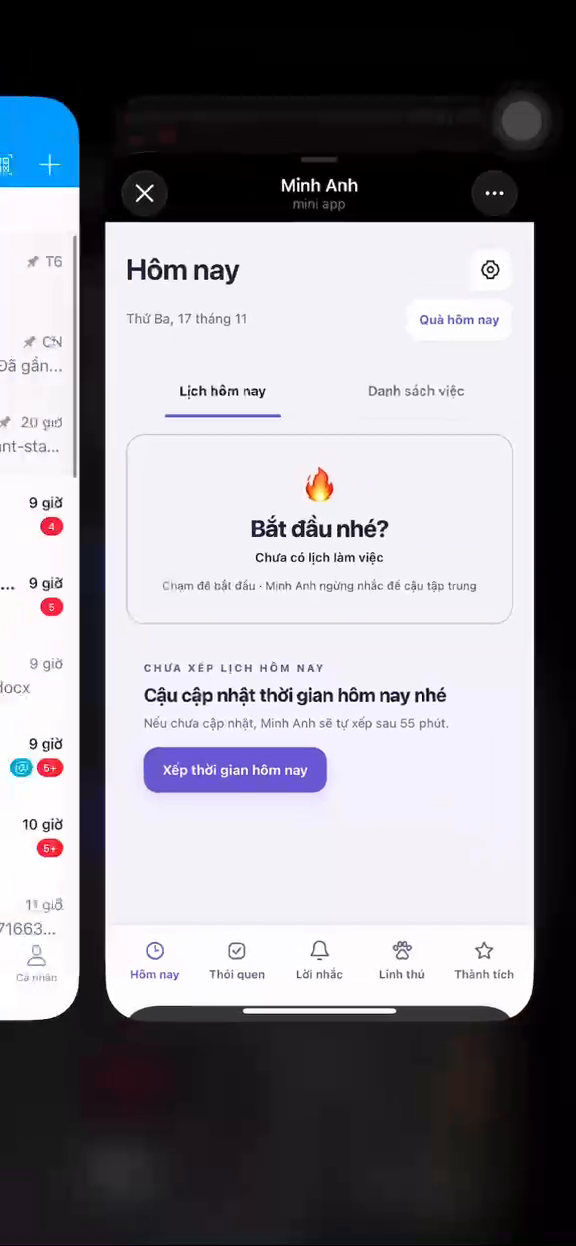 T6
CN
Đã gần...
20 giờ
nt-sta...
9 giờ
4
... 9 giờ
5
9 giờ
docx
9 giờ
@ 5+
10 giờ
5+
11 giờ
71663...
Cá nhân
Minh Anh
mini app
Hôm nay
Thứ Ba, 17 tháng 11
Quà hôm nay
Lịch hôm nay
Danh sách việc
Bắt đầu nhé?
Chưa có lịch làm việc
Chạm để bắt đầu · Minh Anh ngừng nhắc để cậu tập trung
CHƯA XẾP LỊCH HÔM NAY
Cậu cập nhật thời gian hôm nay nhé
Nếu chưa cập nhật, Minh Anh sẽ tự xếp sau 55 phút.
Xếp thời gian hôm nay
Hôm nay
Thói quen
Lời nhắc
Linh thú
Thành tích